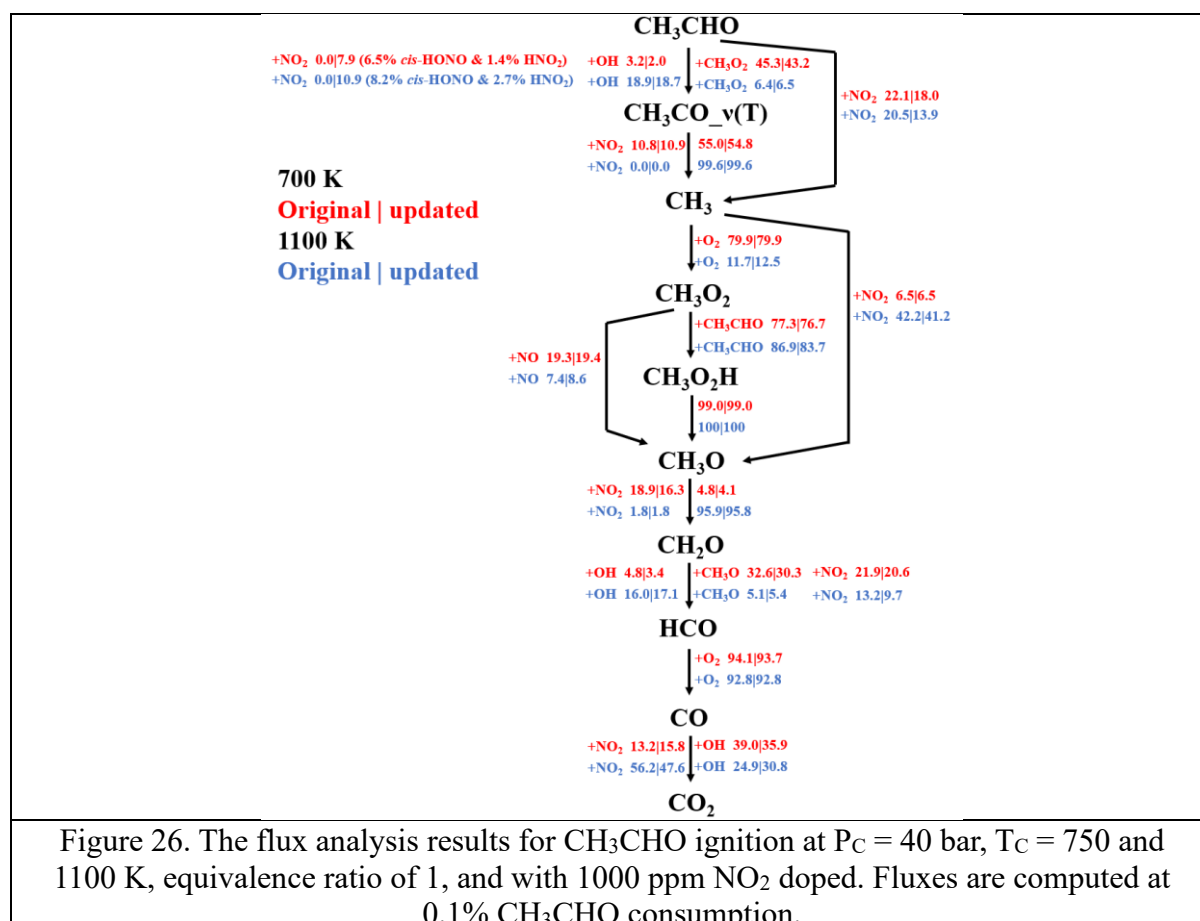 CH₃CHO
+NO₂ 0.0|7.9 (6.5% cis-HONO & 1.4% HNO₂) +OH 3.2|2.0 +CH₃O₂ 45.3|43.2
+NO₂ 0.0|10.9 (8.2% cis-HONO & 2.7% HNO₂) +OH 18.9|18.7 +CH₃O₂ 6.4|6.5
+NO₂ 22.1|18.0
+NO₂ 20.5|13.9
CH₃CO_ν(T)
+NO₂ 10.8|10.9 55.0|54.8
+NO₂ 0.0|0.0 99.6|99.6
700 K
Original | updated
1100 K
Original | updated
CH₃
+O₂ 79.9|79.9
+O₂ 11.7|12.5
CH₃O₂
+NO₂ 6.5|6.5
+NO₂ 42.2|41.2
+CH₃CHO 77.3|76.7
+CH₃CHO 86.9|83.7
+NO 19.3|19.4
+NO 7.4|8.6
CH₃O₂H
99.0|99.0
100|100
CH₃O
+NO₂ 18.9|16.3 4.8|4.1
+NO₂ 1.8|1.8 95.9|95.8
CH₂O
+OH 4.8|3.4 +CH₃O 32.6|30.3 +NO₂ 21.9|20.6
+OH 16.0|17.1 +CH₃O 5.1|5.4 +NO₂ 13.2|9.7
HCO
+O₂ 94.1|93.7
+O₂ 92.8|92.8
CO
+NO₂ 13.2|15.8 +OH 39.0|35.9
+NO₂ 56.2|47.6 +OH 24.9|30.8
CO₂
Figure 26. The flux analysis results for CH₃CHO ignition at P_C = 40 bar, T_C = 750 and
1100 K, equivalence ratio of 1, and with 1000 ppm NO₂ doped. Fluxes are computed at
0.1% CH₃CHO consumption.